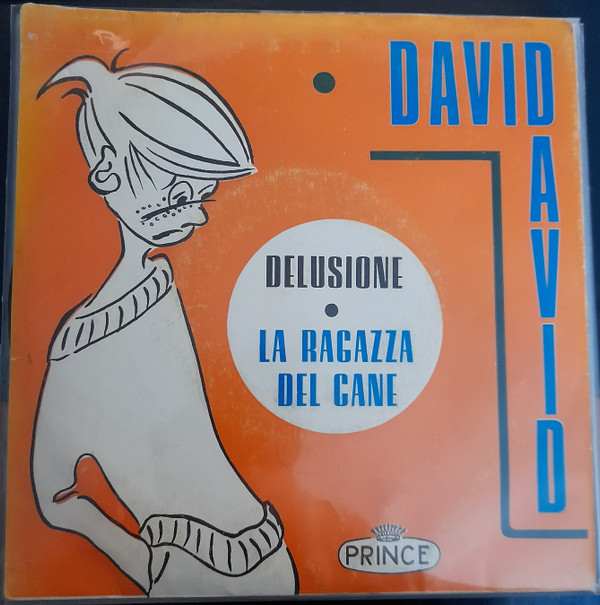 DAVID
DAVID
DELUSIONE
LA RAGAZZA
DEL CANE
PRINCE